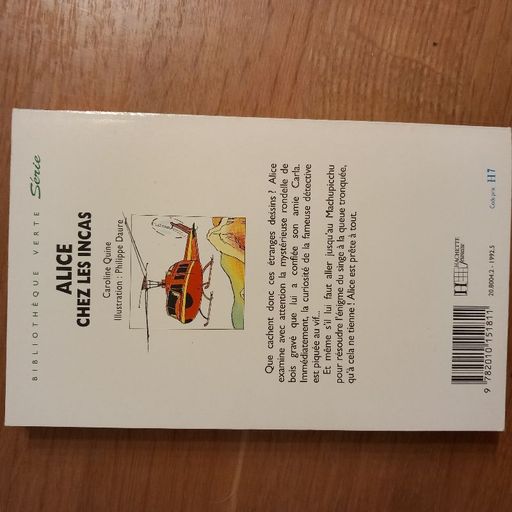 BIBLIOTHEQUE VERTE Série
ALICE
CHEZ LES INCAS
Caroline Quine
Illustration : Philippe Daure
Que cachent donc ces étranges dessins ? Alice
examine avec attention la mystérieuse rondelle de
bois gravé que lui a confiée son amie Carla.
Immédiatement, la curiosité de la fameuse détective
est piquée au vif...
Et même s'il lui faut aller jusqu'au Machupicchu
pour résoudre l'énigme du singe à la queue tronquée,
qu'à cela ne tienne ! Alice est prête à tout.
9 782010 151811
HACHETTE
Jeunesse
20.8004.2 - 1992.5
Code prix H7